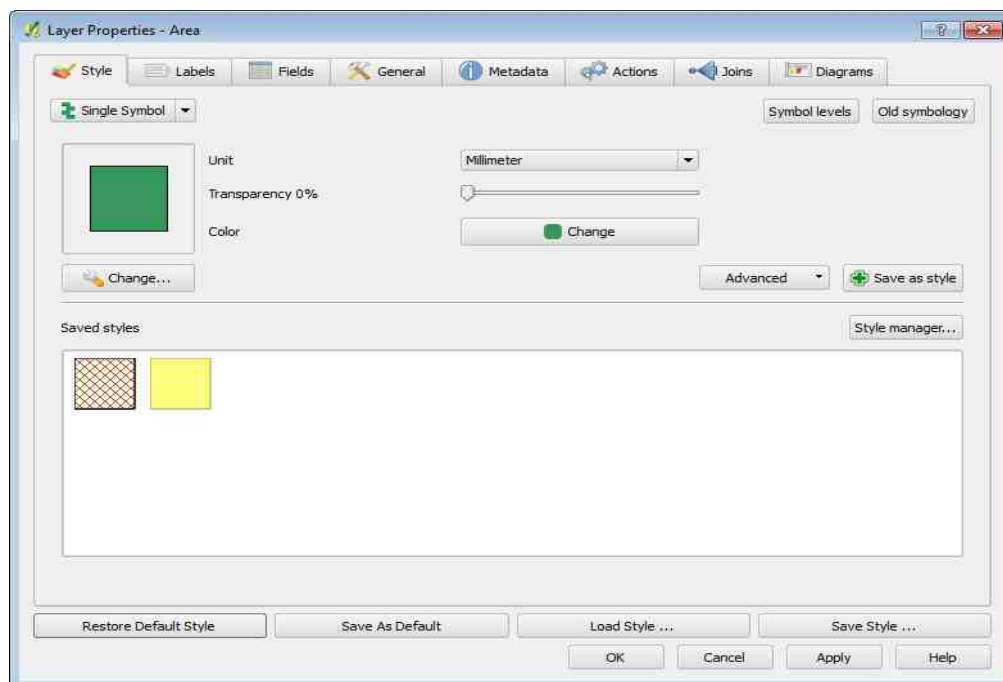 Layer Properties - Area
Style Labels Fields General Metadata Actions Joins Diagrams
Single Symbol Symbol levels Old symbology
Unit Millimeter
Transparency 0%
Color Change
Change... Advanced Save as style
Saved styles Style manager...
Restore Default Style Save As Default Load Style ... Save Style ...
OK Cancel Apply Help